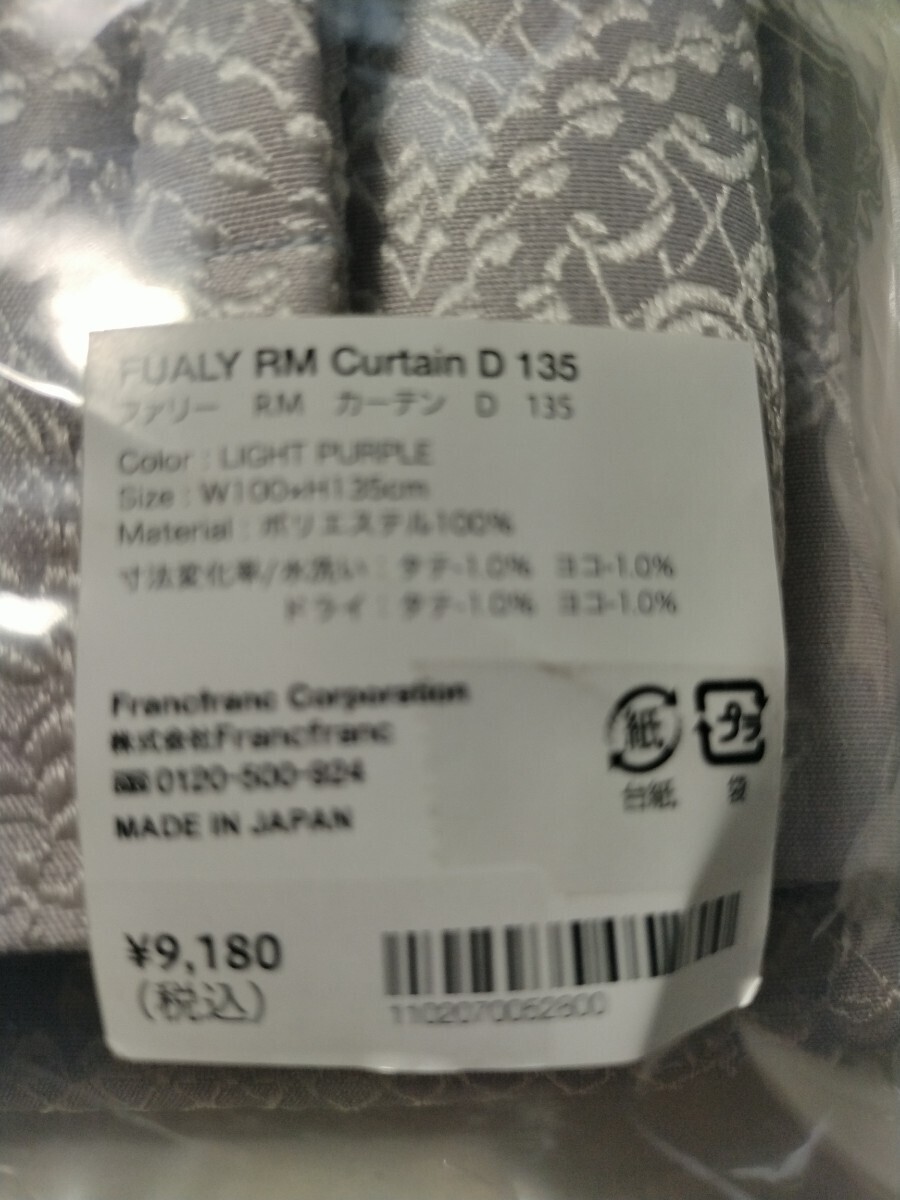 FUALY RM Curtain D 135
ファリー RM カーテン D 135
Color : LIGHT PURPLE
Size : W100×H135cm
Material : ポリエステル100%
寸法変化率/水洗い : タテ-1.0% ヨコ-1.0%
ドライ : タテ-1.0% ヨコ-1.0%
Francfranc Corporation
株式会社Francfranc
0120-500-924
MADE IN JAPAN
紙
プラ
台紙
袋
¥9,180
(税込)
1102070062800